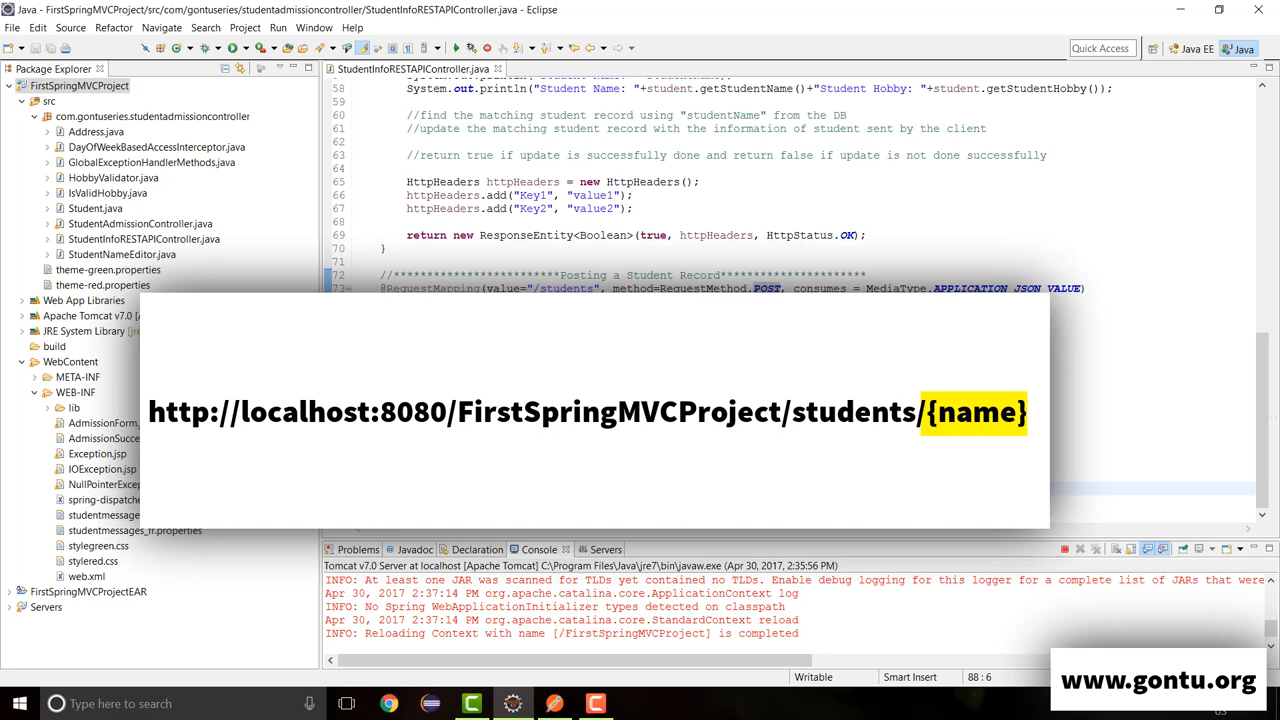 Java - FirstSpringMVCProject/src/com/gontuseries/studentadmissioncontroller/StudentInfoRESTAPIController.java - Eclipse
File Edit Source Refactor Navigate Search Project Run Window Help
Quick Access
Java EE
Java
Package Explorer
StudentInfoRESTAPIController.java
FirstSpringMVCProject
src
com.gontuseries.studentadmissioncontroller
Address.java
DayOfWeekBasedAccessInterceptor.java
GlobalExceptionHandlerMethods.java
HobbyValidator.java
IsValidHobby.java
Student.java
StudentAdmissionController.java
StudentInfoRESTAPIController.java
StudentNameEditor.java
theme-green.properties
theme-red.properties
Web App Libraries
Apache Tomcat v7.0 [
JRE System Library [jre
build
WebContent
META-INF
WEB-INF
lib
AdmissionForm.
AdmissionSucce
Exception.jsp
IOException.jsp
NullPointerExcep
spring-dispatche
studentmessages
studentmessages_fr.properties
stylegreen.css
stylered.css
web.xml
FirstSpringMVCProjectEAR
Servers
58 System.out.println("Student Name: "+student.getStudentName()+"Student Hobby: "+student.getStudentHobby());
59
60 //find the matching student record using "studentName" from the DB
61 //update the matching student record with the information of student sent by the client
62
63 //return true if update is successfully done and return false if update is not done successfully
64
65 HttpHeaders httpHeaders = new HttpHeaders();
66 httpHeaders.add("Key1", "value1");
67 httpHeaders.add("Key2", "value2");
68
69 return new ResponseEntity<Boolean>(true, httpHeaders, HttpStatus.OK);
70 }
71
72 //*************************Posting a Student Record**********************
73 @RequestMapping(value="/students", method=RequestMethod.POST, consumes = MediaType.APPLICATION_JSON_VALUE)
http://localhost:8080/FirstSpringMVCProject/students/{name}
Problems Javadoc Declaration Console Servers
Tomcat v7.0 Server at localhost [Apache Tomcat] C:\Program Files\Java\jre7\bin\javaw.exe (Apr 30, 2017 2:35:56 PM)
INFO: At least one JAR was scanned for TLDs yet contained no TLDs. Enable debug logging for this logger for a complete list of JARs that were
Apr 30, 2017 2:37:14 PM org.apache.catalina.core.ApplicationContext log
INFO: No Spring WebApplicationInitializer types detected on classpath
Apr 30, 2017 2:37:14 PM org.apache.catalina.core.StandardContext reload
INFO: Reloading Context with name [/FirstSpringMVCProject] is completed
Writable Smart Insert 88 : 6
www.gontu.org
Type here to search